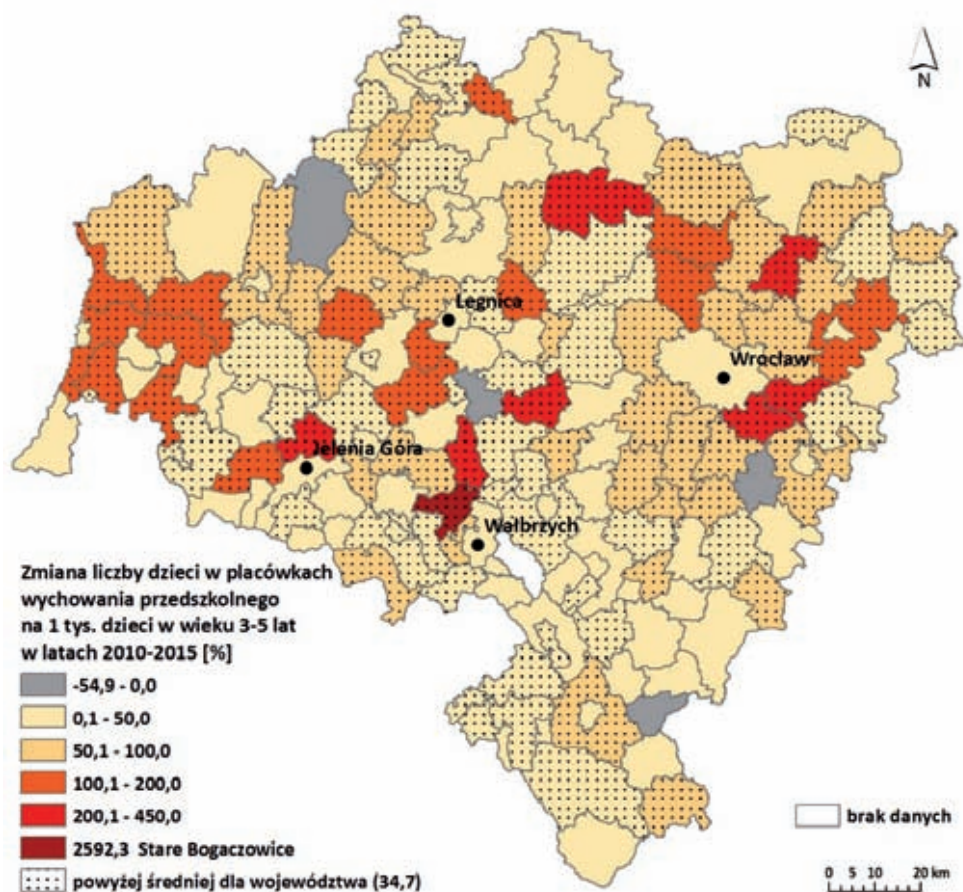 N
Legnica
Wrocław
Jelenia Góra
Wałbrzych
Zmiana liczby dzieci w placówkach
wychowania przedszkolnego
na 1 tys. dzieci w wieku 3-5 lat
w latach 2010-2015 [%]
-54,9 - 0,0
0,1 - 50,0
50,1 - 100,0
100,1 - 200,0
200,1 - 450,0
2592,3 Stare Bogaczowice
powyżej średniej dla województwa (34,7)
brak danych
0 5 10 20 km